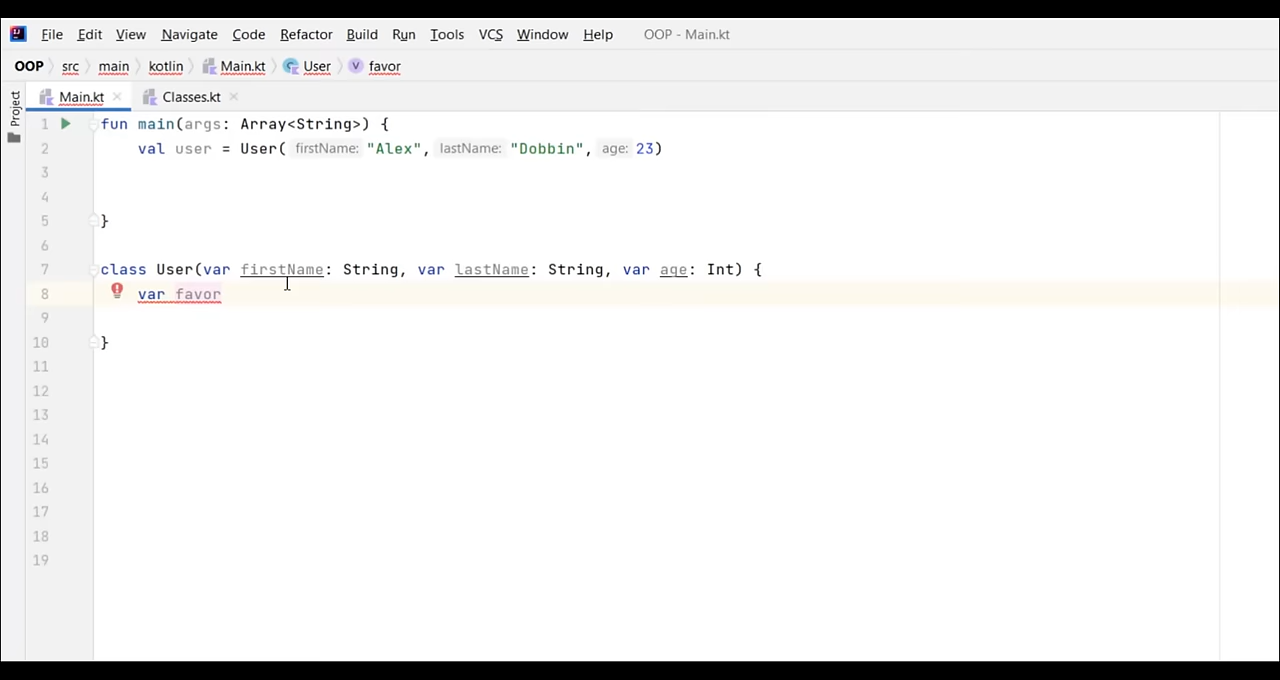 File Edit View Navigate Code Refactor Build Run Tools VCS Window Help OOP - Main.kt
OOP src main kotlin Main.kt User favor
Project
Main.kt Classes.kt
1 fun main(args: Array<String>) {
2 val user = User( firstName: "Alex", lastName: "Dobbin", age: 23)
3
4
5 }
6
7 class User(var firstName: String, var lastName: String, var age: Int) {
8 var favor
9
10 }
11
12
13
14
15
16
17
18
19